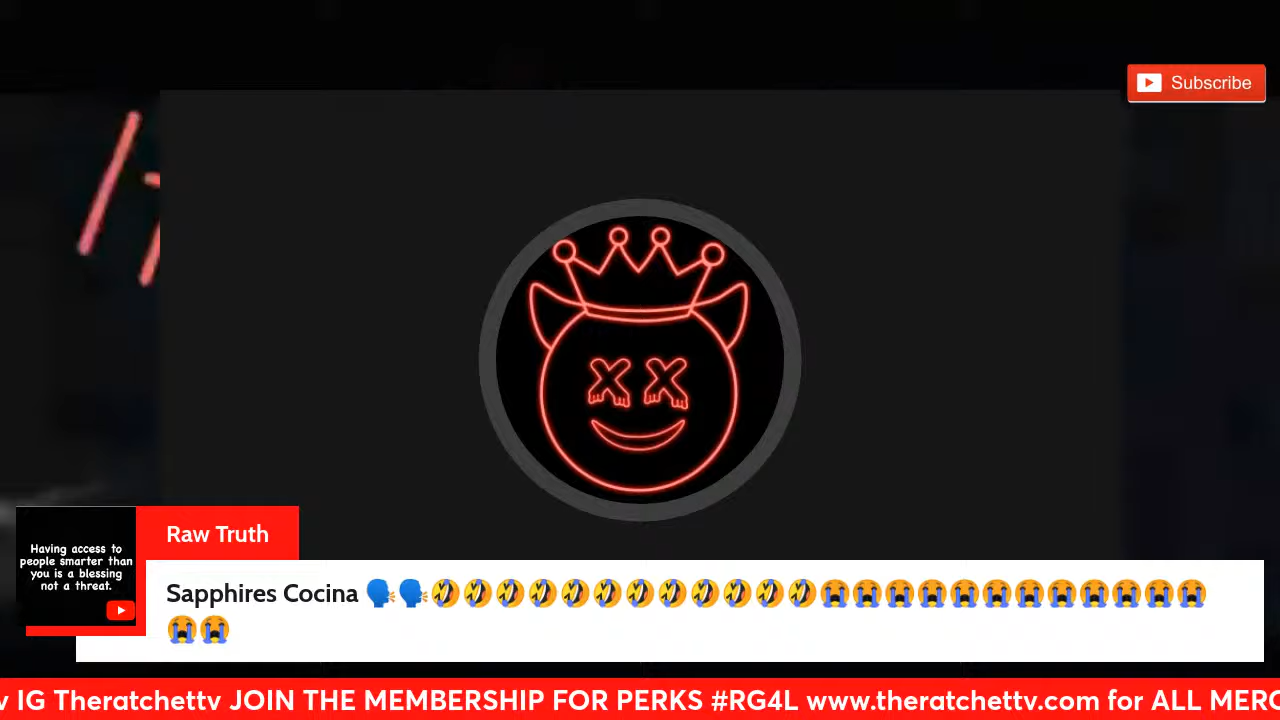 Subscribe
Raw Truth
Having access to
people smarter than
you is a blessing
not a threat.
Sapphires Cocina 🗣️🗣️🤣🤣🤣🤣🤣🤣🤣🤣🤣🤣🤣🤣😭😭😭😭😭😭😭😭😭😭😭😭
😭😭
v IG Theratchettv JOIN THE MEMBERSHIP FOR PERKS #RG4L www.theratchettv.com for ALL MERC